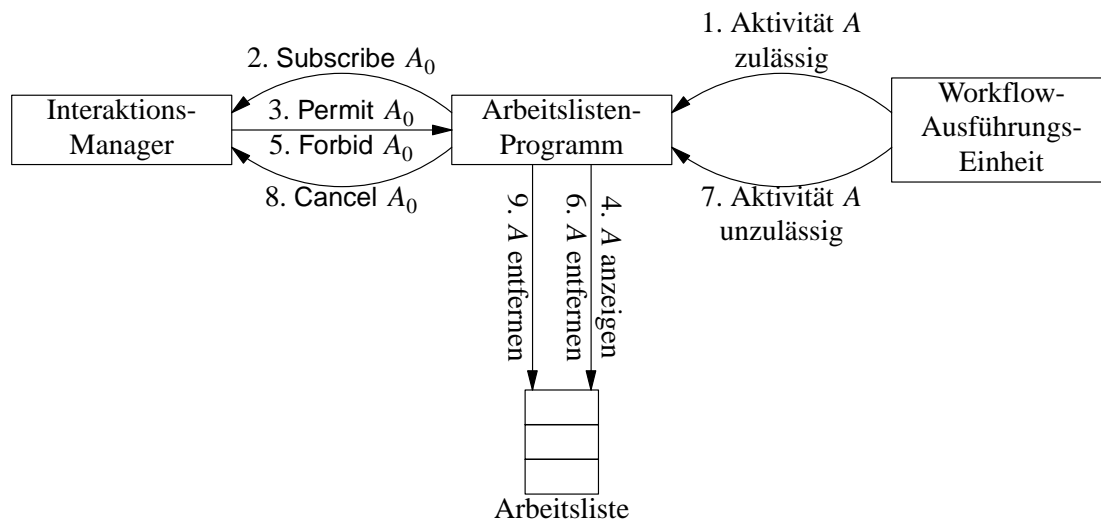 1. Aktivität A
zulässig
2. Subscribe A₀
Interaktions-
Manager
3. Permit A₀
5. Forbid A₀
Arbeitslisten-
Programm
Workflow-
Ausführungs-
Einheit
8. Cancel A₀
7. Aktivität A
unzulässig
9. A entfernen
6. A entfernen
4. A anzeigen
Arbeitsliste